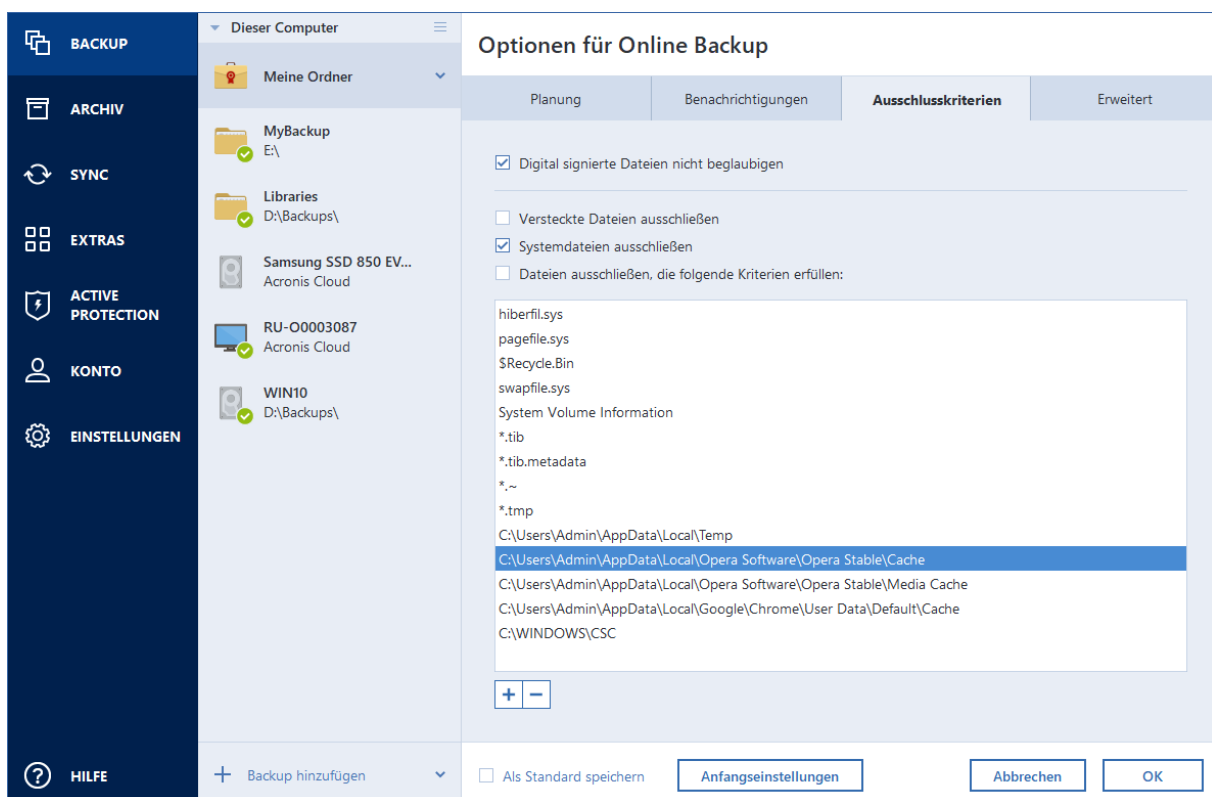 BACKUP
ARCHIV
SYNC
EXTRAS
ACTIVE
PROTECTION
KONTO
EINSTELLUNGEN
HILFE
Dieser Computer
Meine Ordner
MyBackup
E:\
Libraries
D:\Backups\
Samsung SSD 850 EV...
Acronis Cloud
RU-O0003087
Acronis Cloud
WIN10
D:\Backups\
Backup hinzufügen
Optionen für Online Backup
Planung
Benachrichtigungen
Ausschlusskriterien
Erweitert
Digital signierte Dateien nicht beglaubigen
Versteckte Dateien ausschließen
Systemdateien ausschließen
Dateien ausschließen, die folgende Kriterien erfüllen:
hiberfil.sys
pagefile.sys
$Recycle.Bin
swapfile.sys
System Volume Information
*.tib
*.tib.metadata
*.~
*.tmp
C:\Users\Admin\AppData\Local\Temp
C:\Users\Admin\AppData\Local\Opera Software\Opera Stable\Cache
C:\Users\Admin\AppData\Local\Opera Software\Opera Stable\Media Cache
C:\Users\Admin\AppData\Local\Google\Chrome\User Data\Default\Cache
C:\WINDOWS\CSC
Als Standard speichern
Anfangseinstellungen
Abbrechen
OK